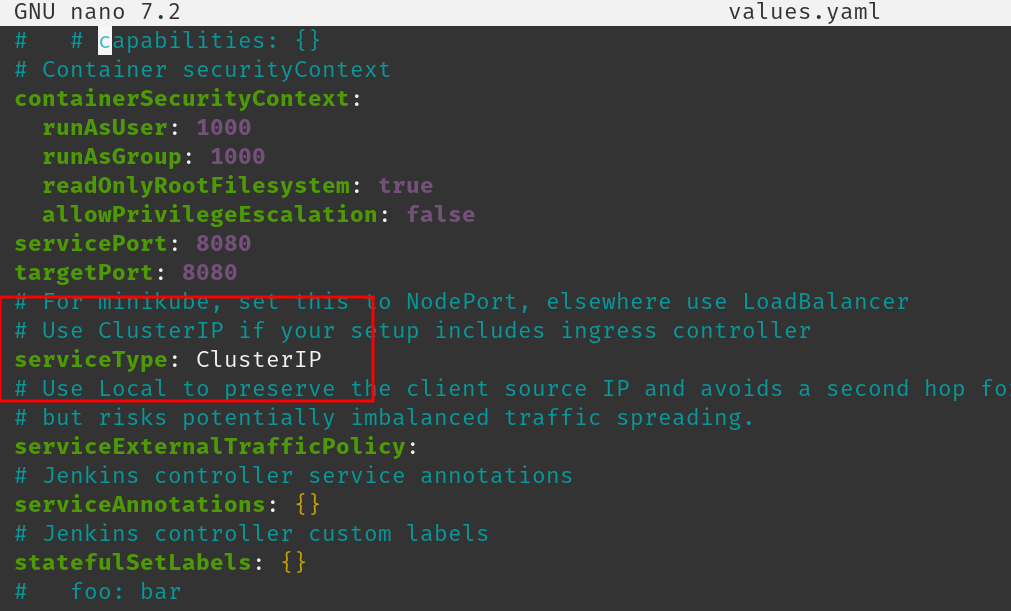 GNU nano 7.2 values.yaml
#   # capabilities: {}
# Container securityContext
containerSecurityContext:
  runAsUser: 1000
  runAsGroup: 1000
  readOnlyRootFilesystem: true
  allowPrivilegeEscalation: false
servicePort: 8080
targetPort: 8080
# For minikube, set this to NodePort, elsewhere use LoadBalancer
# Use ClusterIP if your setup includes ingress controller
serviceType: ClusterIP
# Use Local to preserve the client source IP and avoids a second hop
# but risks potentially imbalanced traffic spreading.
serviceExternalTrafficPolicy:
# Jenkins controller service annotations
serviceAnnotations: {}
# Jenkins controller custom labels
statefulSetLabels: {}
#   foo: bar